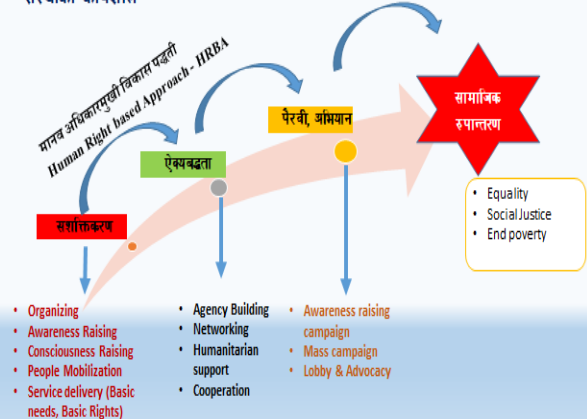 मानव अधिकारमुखी विकास पद्धती
Human Right based Approach - HRBA
सशक्तिकरण
ऐक्यबद्धता
पैरवी, अभियान
सामाजिक
रुपान्तरण
• Equality
• Social Justice
• End poverty
• Organizing
• Awareness Raising
• Consciousness Raising
• People Mobilization
• Service delivery (Basic
needs, Basic Rights)
• Agency Building
• Networking
• Humanitarian
support
• Cooperation
• Awareness raising
campaign
• Mass campaign
• Lobby & Advocacy